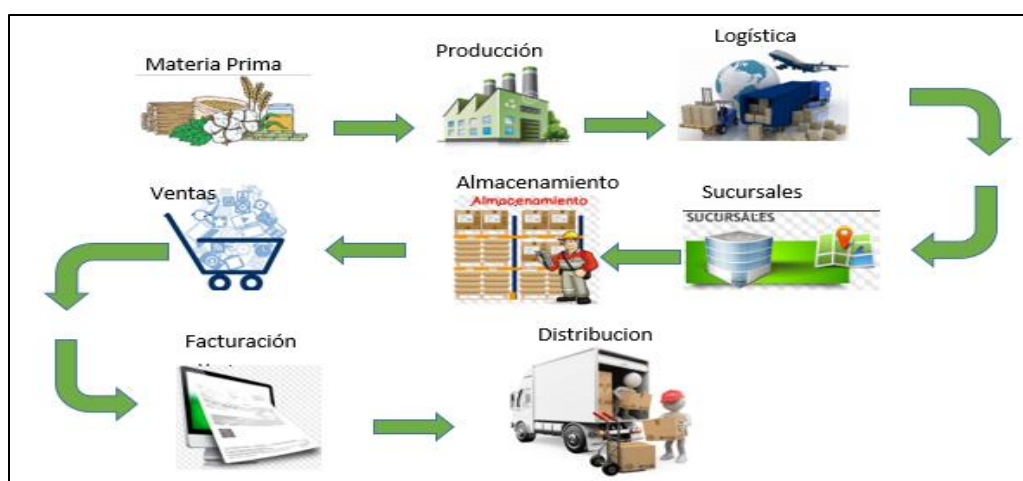 Materia Prima
Producción
Logística
Ventas
Almacenamiento
Almacenamiento
Sucursales
SUCURSALES
Facturación
Distribucion